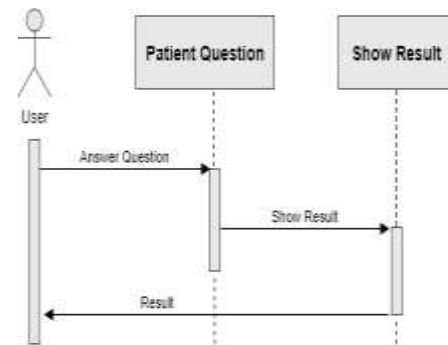 Patient Question
Show Result
User
Answer Question
Show Result
Result